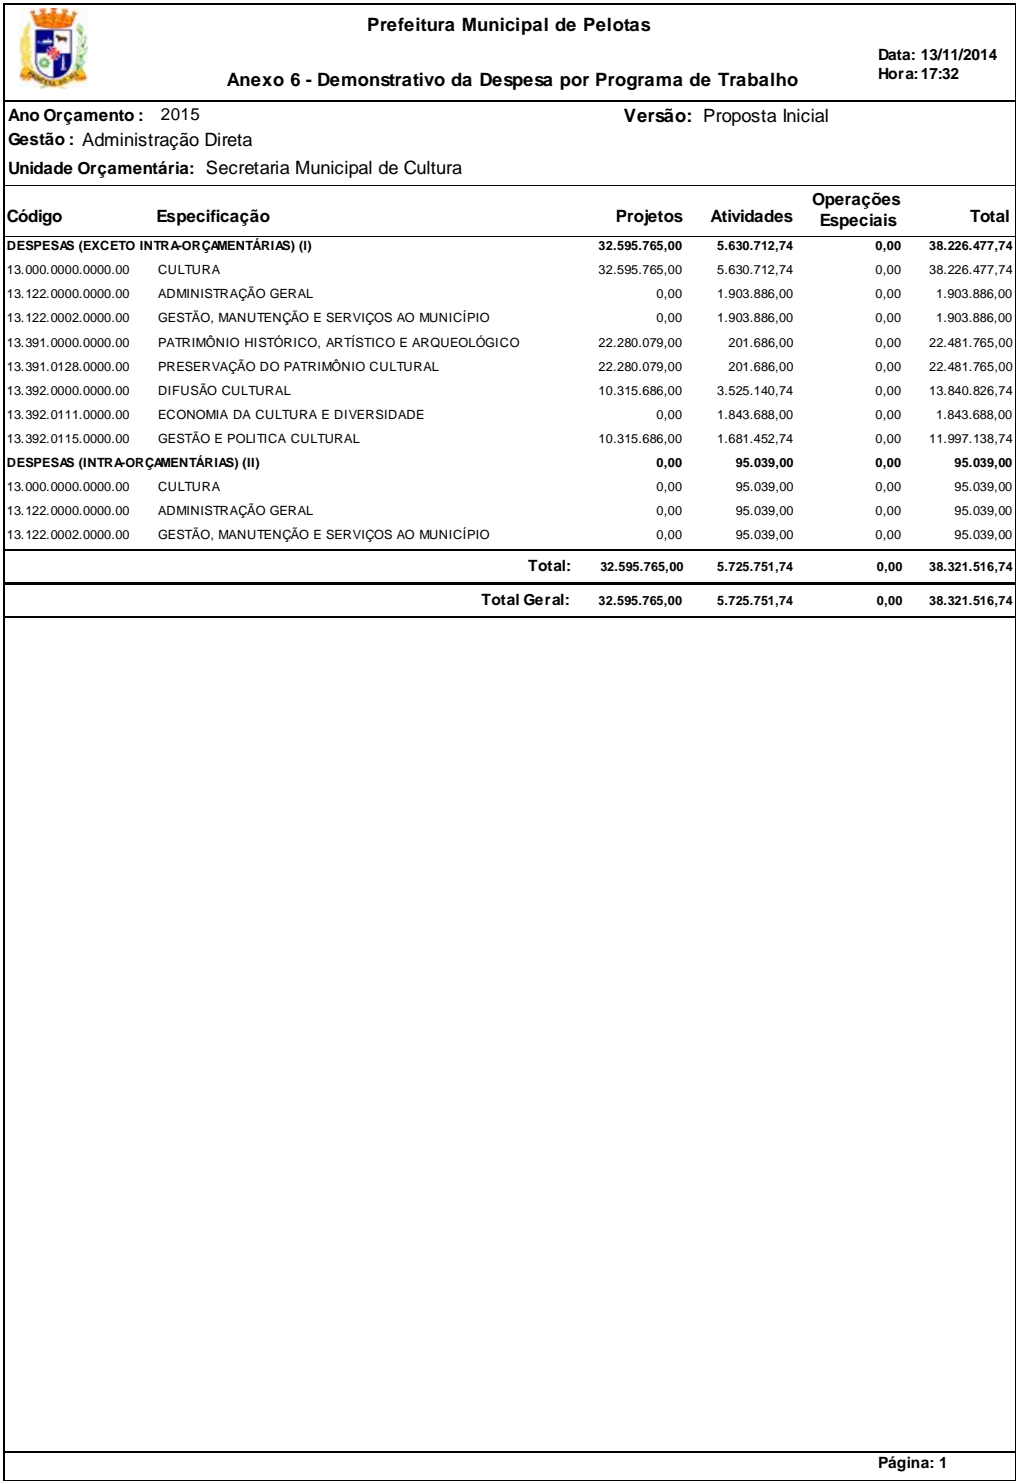 Prefeitura Municipal de Pelotas
Data: 13/11/2014
Anexo 6 - Demonstrativo da Despesa por Programa de Trabalho
Hora: 17:32
Ano Orçamento : 2015 Versão: Proposta Inicial
Gestão : Administração Direta
Unidade Orçamentária: Secretaria Municipal de Cultura
Código Especificação Projetos Atividades Operações Especiais Total
DESPESAS (EXCETO INTRA-ORÇAMENTÁRIAS) (I) 32.595.765,00 5.630.712,74 0,00 38.226.477,74
13.000.0000.0000.00 CULTURA 32.595.765,00 5.630.712,74 0,00 38.226.477,74
13.122.0000.0000.00 ADMINISTRAÇÃO GERAL 0,00 1.903.886,00 0,00 1.903.886,00
13.122.0002.0000.00 GESTÃO, MANUTENÇÃO E SERVIÇOS AO MUNICÍPIO 0,00 1.903.886,00 0,00 1.903.886,00
13.391.0000.0000.00 PATRIMÔNIO HISTÓRICO, ARTÍSTICO E ARQUEOLÓGICO 22.280.079,00 201.686,00 0,00 22.481.765,00
13.391.0128.0000.00 PRESERVAÇÃO DO PATRIMÔNIO CULTURAL 22.280.079,00 201.686,00 0,00 22.481.765,00
13.392.0000.0000.00 DIFUSÃO CULTURAL 10.315.686,00 3.525.140,74 0,00 13.840.826,74
13.392.0111.0000.00 ECONOMIA DA CULTURA E DIVERSIDADE 0,00 1.843.688,00 0,00 1.843.688,00
13.392.0115.0000.00 GESTÃO E POLITICA CULTURAL 10.315.686,00 1.681.452,74 0,00 11.997.138,74
DESPESAS (INTRA-ORÇAMENTÁRIAS) (II) 0,00 95.039,00 0,00 95.039,00
13.000.0000.0000.00 CULTURA 0,00 95.039,00 0,00 95.039,00
13.122.0000.0000.00 ADMINISTRAÇÃO GERAL 0,00 95.039,00 0,00 95.039,00
13.122.0002.0000.00 GESTÃO, MANUTENÇÃO E SERVIÇOS AO MUNICÍPIO 0,00 95.039,00 0,00 95.039,00
Total: 32.595.765,00 5.725.751,74 0,00 38.321.516,74
Total Geral: 32.595.765,00 5.725.751,74 0,00 38.321.516,74
Página: 1